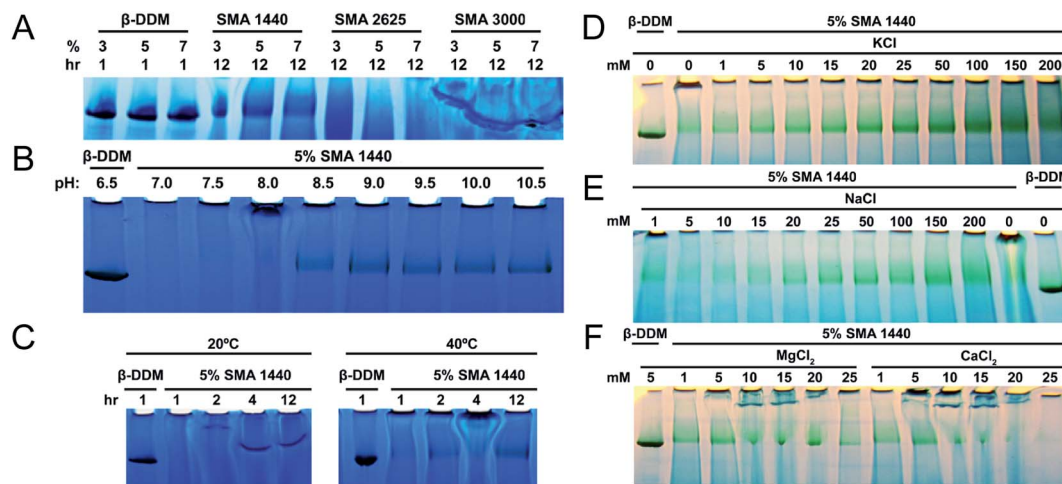 A
β-DDM SMA 1440 SMA 2625 SMA 3000
% 3 5 7 3 5 7 3 5 7 3 5 7
hr 1 1 1 12 12 12 12 12 12 12 12 12
B
β-DDM 5% SMA 1440
pH: 6.5 7.0 7.5 8.0 8.5 9.0 9.5 10.0 10.5
C
20ºC
β-DDM 5% SMA 1440
hr 1 1 2 4 12
40ºC
β-DDM 5% SMA 1440
1 1 2 4 12
D
β-DDM 5% SMA 1440
KCl
mM 0 0 1 5 10 15 20 25 50 100 150 200
E
5% SMA 1440 β-DDM
NaCl
mM 1 5 10 15 20 25 50 100 150 200 0 0
F
β-DDM 5% SMA 1440
MgCl₂ CaCl₂
mM 5 1 5 10 15 20 25 1 5 10 15 20 25